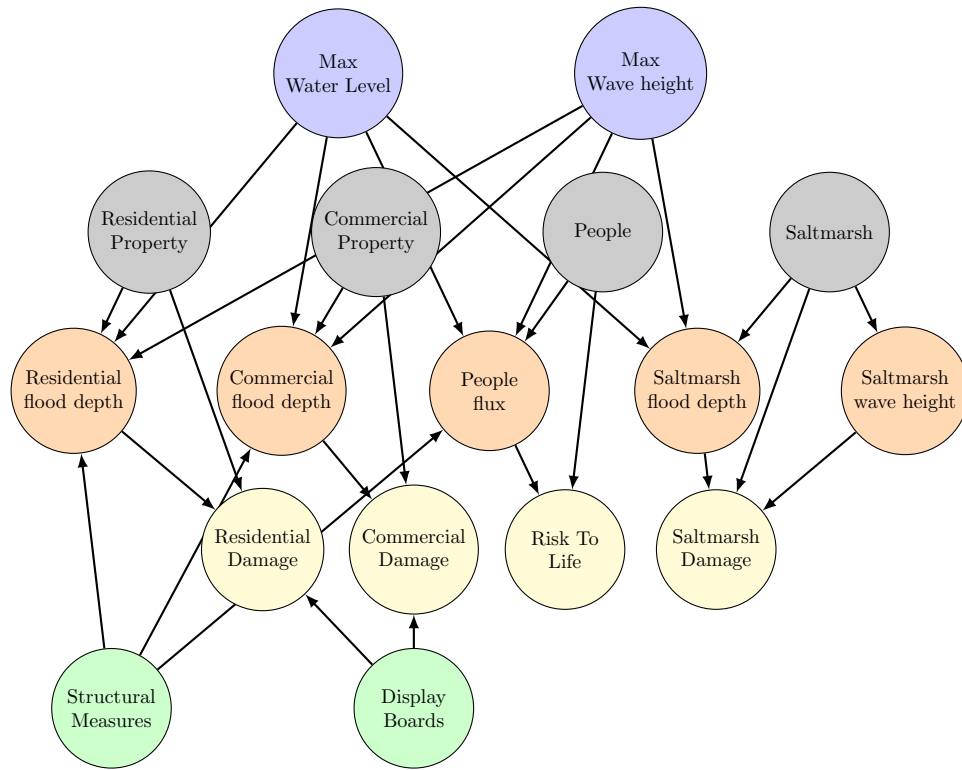 Max
Water Level
Max
Wave height
Residential
Property
Commercial
Property
People
Saltmarsh
Residential
flood depth
Commercial
flood depth
People
flux
Saltmarsh
flood depth
Saltmarsh
wave height
Residential
Damage
Commercial
Damage
Risk To
Life
Saltmarsh
Damage
Structural
Measures
Display
Boards